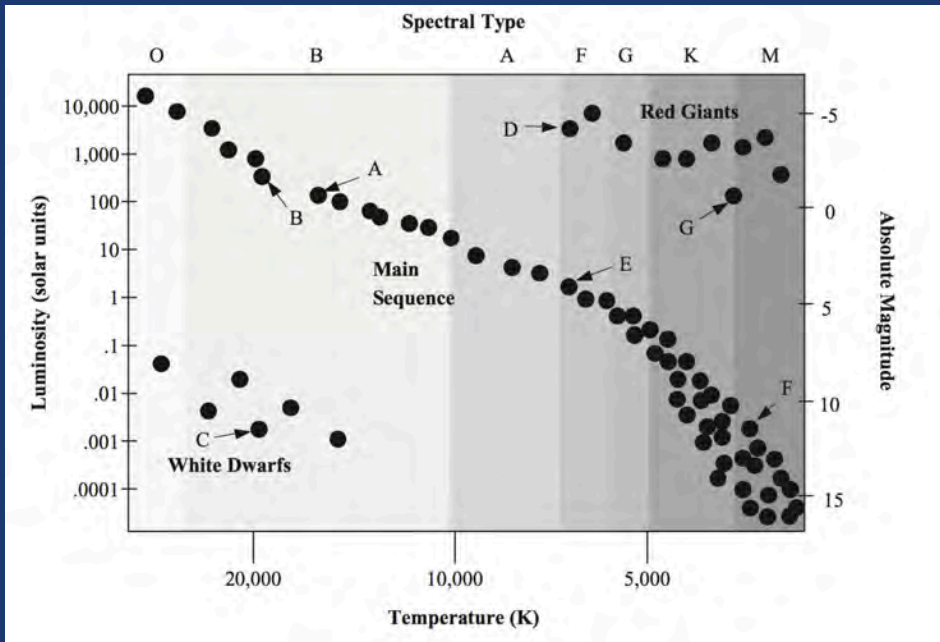 Spectral Type
O B A F G K M
10,000
1,000
100
10
1
.1
.01
.001
.0001
Luminosity (solar units)
D
Red Giants
-5
A
B
G
0
E
Main
Sequence
5
F
10
C
White Dwarfs
15
Absolute Magnitude
20,000 10,000 5,000
Temperature (K)